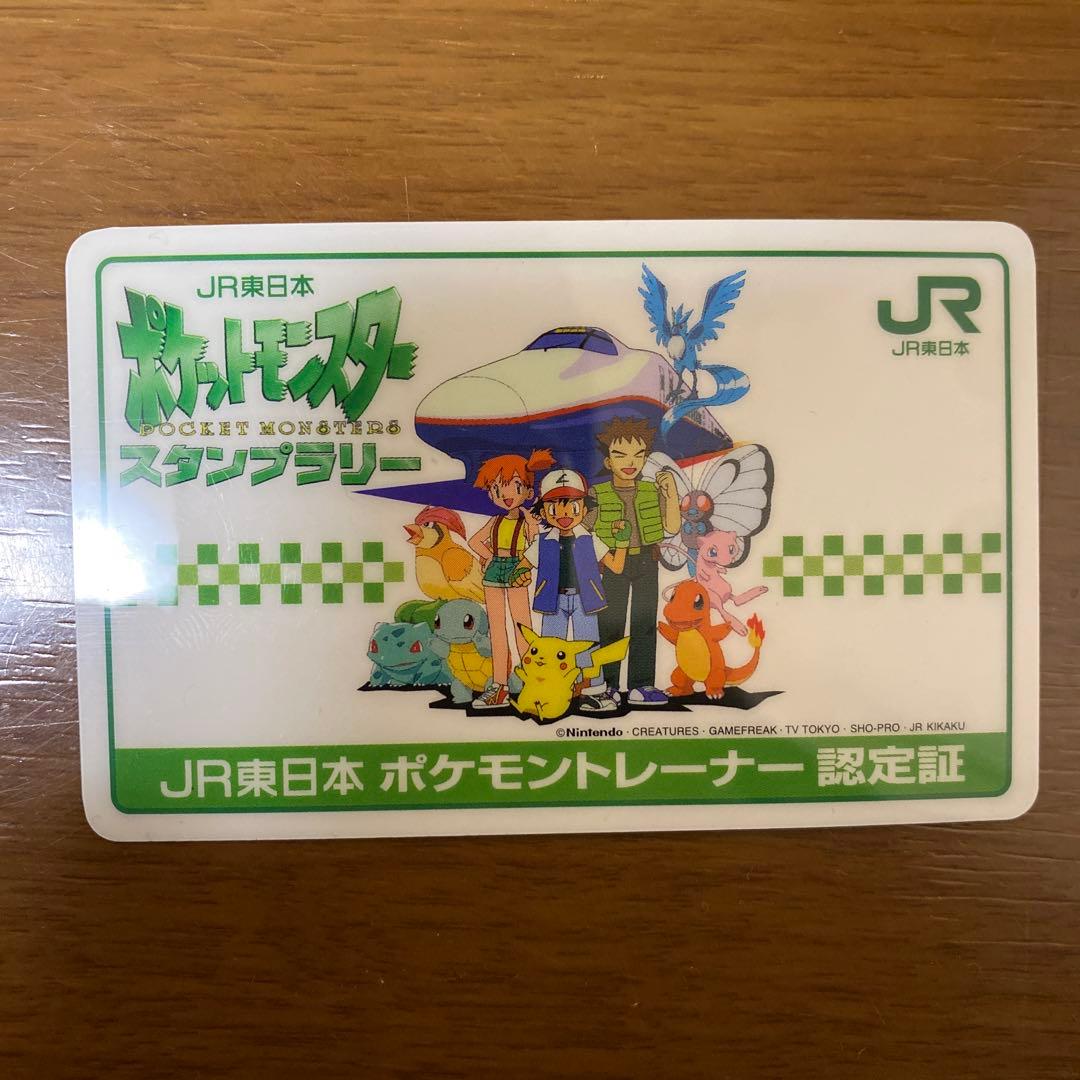 JR東日本
ポケットモンスター
POCKET MONSTERS
スタンプラリー
JR
JR東日本
©Nintendo · CREATURES · GAMEFREAK · TV TOKYO · SHO-PRO · JR KIKAKU
JR東日本 ポケモントレーナー 認定証